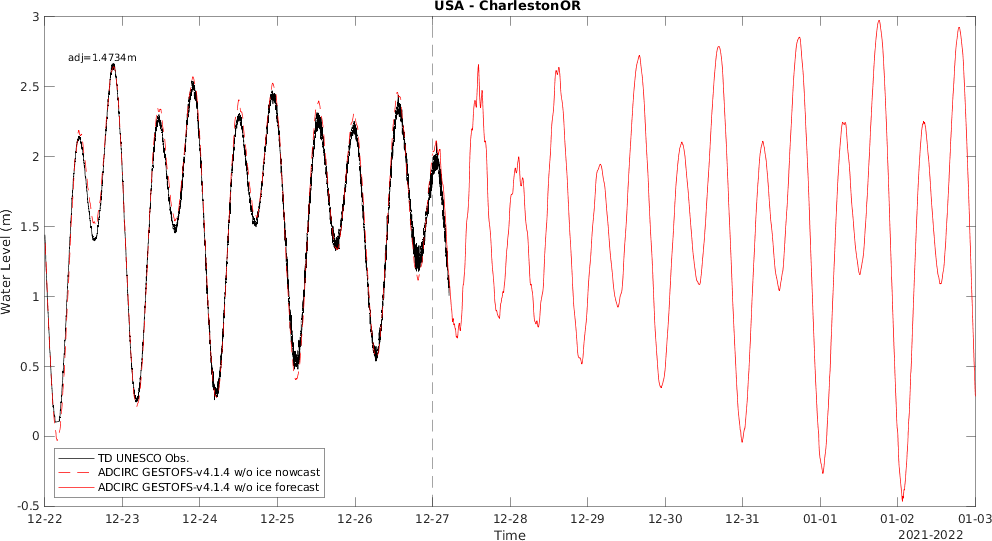 USA - CharlestonOR
adj=1.4734m
3
2.5
2
1.5
1
0.5
0
-0.5
Water Level (m)
TD UNESCO Obs.
ADCIRC GESTOFS-v4.1.4 w/o ice nowcast
ADCIRC GESTOFS-v4.1.4 w/o ice forecast
12-22 12-23 12-24 12-25 12-26 12-27 12-28 12-29 12-30 12-31 01-01 01-02 01-03
Time
2021-2022